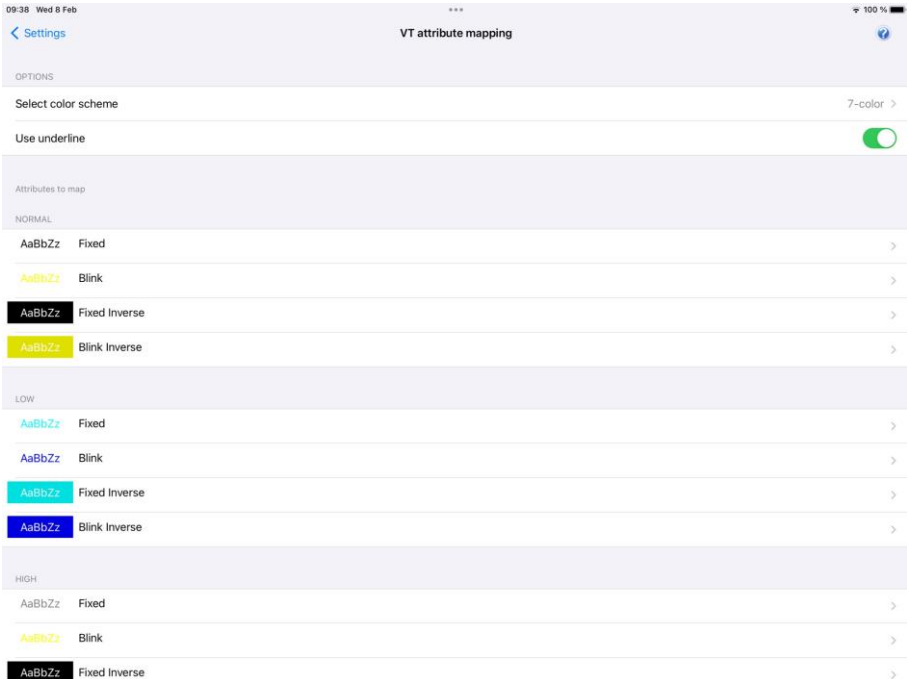 09:38 Wed 8 Feb
100 %
Settings
VT attribute mapping
?
OPTIONS
Select color scheme 7-color
Use underline
Attributes to map
NORMAL
AaBbZz Fixed
AaBbZz Blink
AaBbZz Fixed Inverse
AaBbZz Blink Inverse
LOW
AaBbZz Fixed
AaBbZz Blink
AaBbZz Fixed Inverse
AaBbZz Blink Inverse
HIGH
AaBbZz Fixed
AaBbZz Blink
AaBbZz Fixed Inverse